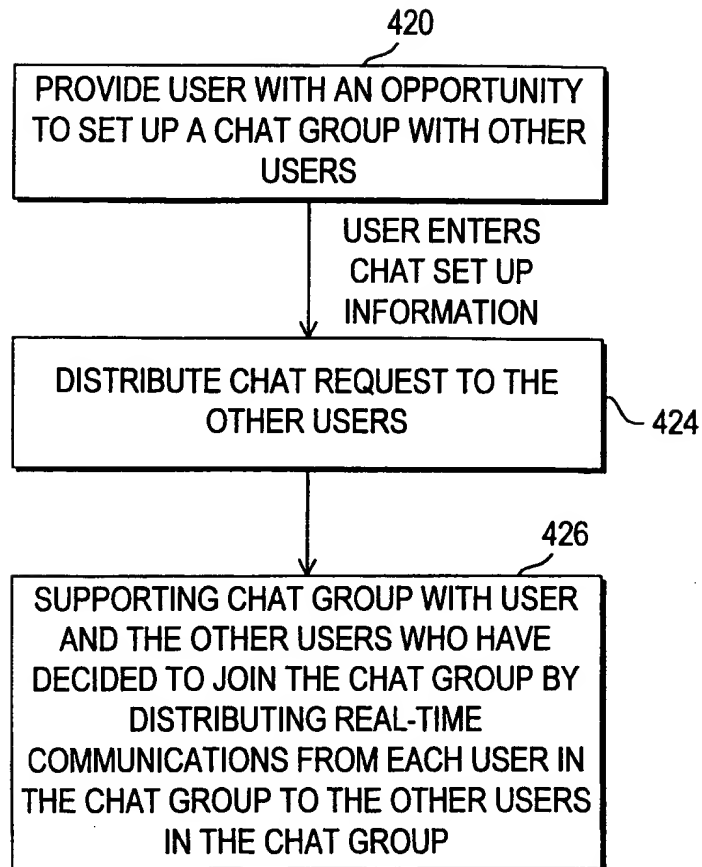 420
PROVIDE USER WITH AN OPPORTUNITY
TO SET UP A CHAT GROUP WITH OTHER
USERS
USER ENTERS
CHAT SET UP
INFORMATION
DISTRIBUTE CHAT REQUEST TO THE
OTHER USERS
424
426
SUPPORTING CHAT GROUP WITH USER
AND THE OTHER USERS WHO HAVE
DECIDED TO JOIN THE CHAT GROUP BY
DISTRIBUTING REAL-TIME
COMMUNICATIONS FROM EACH USER IN
THE CHAT GROUP TO THE OTHER USERS
IN THE CHAT GROUP